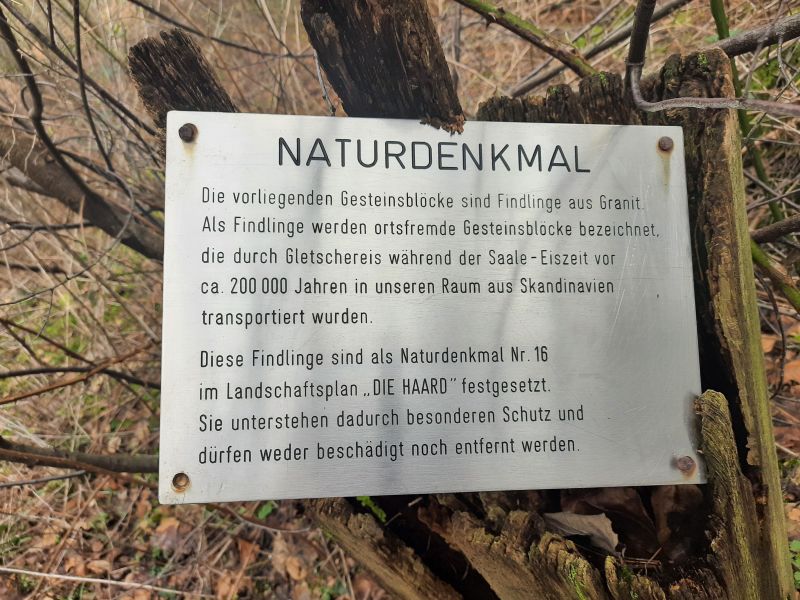 NATURDENKMAL
Die vorliegenden Gesteinsblöcke sind Findlinge aus Granit.
Als Findlinge werden ortsfremde Gesteinsblöcke bezeichnet,
die durch Gletschereis während der Saale-Eiszeit vor
ca. 200 000 Jahren in unseren Raum aus Skandinavien
transportiert wurden.
Diese Findlinge sind als Naturdenkmal Nr. 16
im Landschaftsplan „DIE HAARD" festgesetzt.
Sie unterstehen dadurch besonderen Schutz und
dürfen weder beschädigt noch entfernt werden.